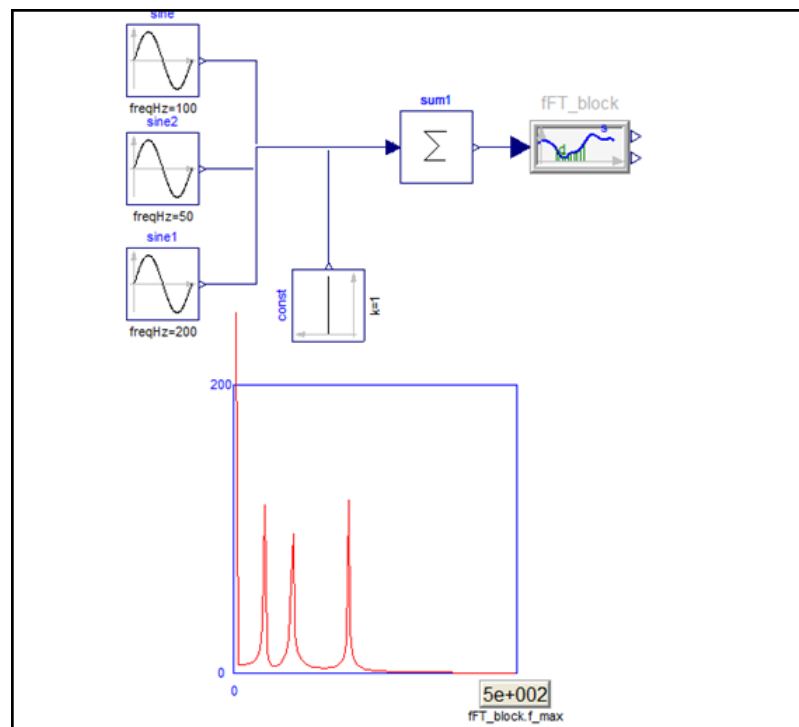 sine
freqHz=100
sine2
freqHz=50
sine1
freqHz=200
const
k=1
sum1
Σ
fFT_block
s
d
200
0
0
5e+002
fFT_block.f_max